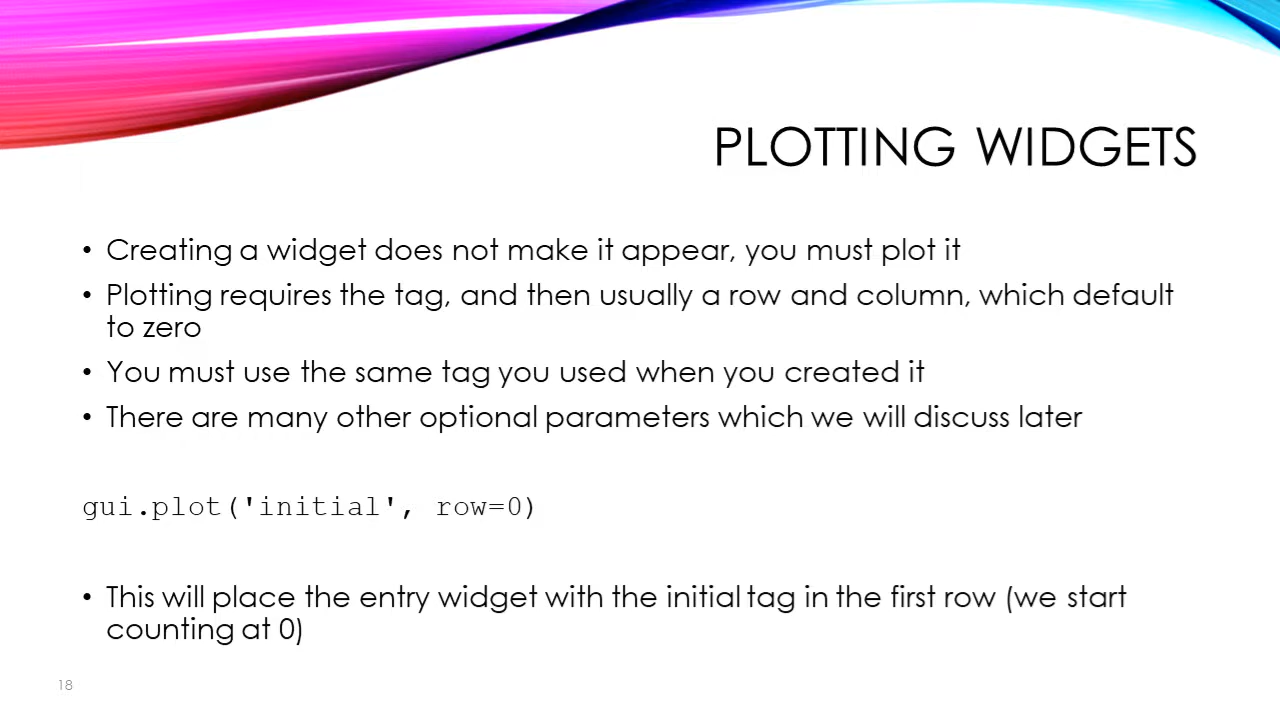 PLOTTING WIDGETS
• Creating a widget does not make it appear, you must plot it
• Plotting requires the tag, and then usually a row and column, which default
to zero
• You must use the same tag you used when you created it
• There are many other optional parameters which we will discuss later
gui.plot('initial', row=0)
• This will place the entry widget with the initial tag in the first row (we start
counting at 0)
18